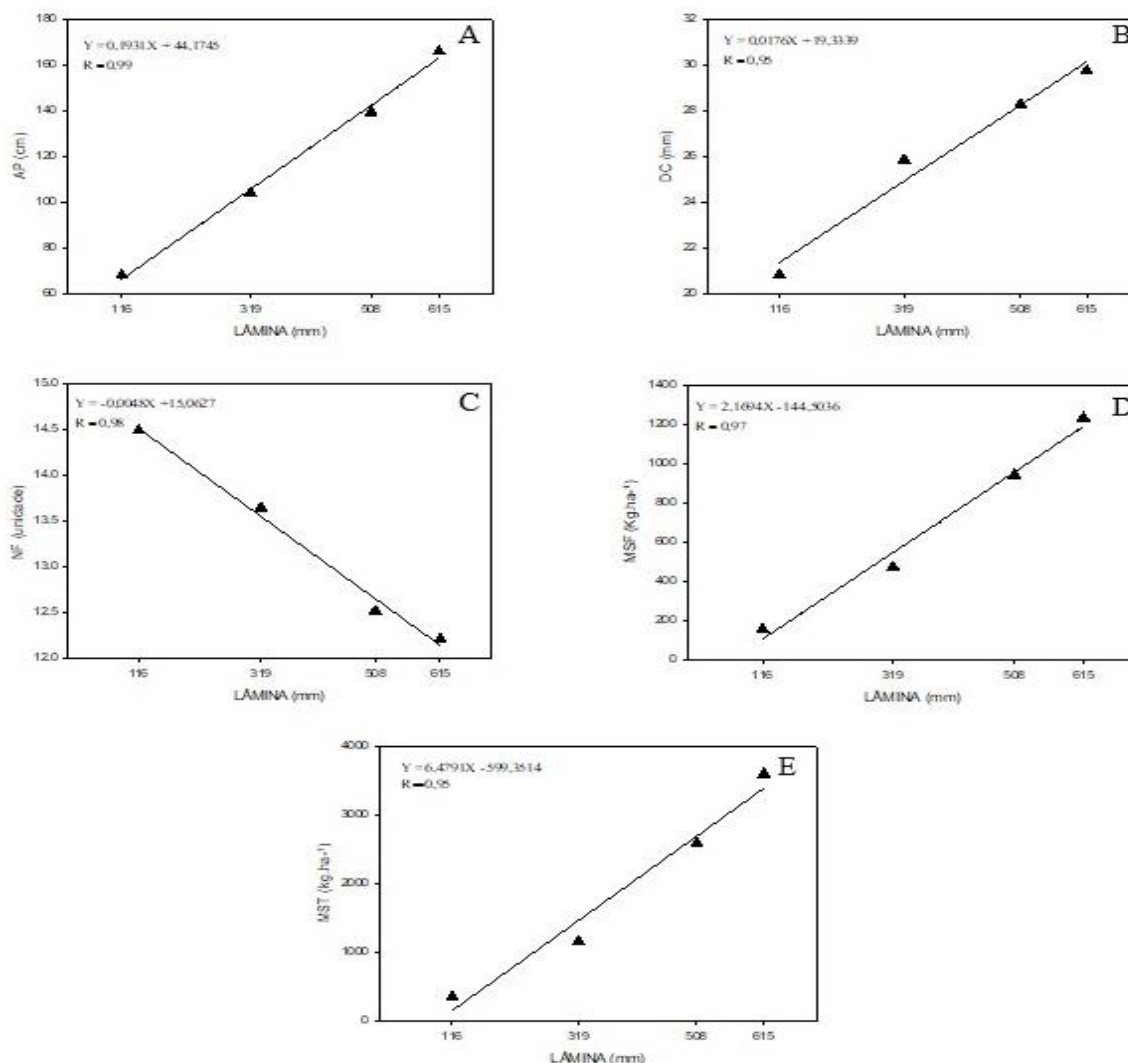 A
Y = 0,1931X + 44,1745
R = 0,99
180
160
140
120
100
80
60
AP (cm)
116 319 508 615
LÂMINA (mm)
B
Y = 0,0176X + 19,3339
R = 0,95
32
30
28
26
24
22
20
DC (mm)
116 319 508 615
LÂMINA (mm)
C
Y = -0,0048X + 15,0627
R = 0,98
15.0
14.5
14.0
13.5
13.0
12.5
12.0
NF (unidade)
116 319 508 615
LÂMINA (mm)
D
Y = 2,1694X - 144,5036
R = 0,97
1400
1200
1000
800
600
400
200
0
MSF (Kg.ha-¹)
116 319 508 615
LÂMINA (mm)
E
Y = 6,4791X - 599,3514
R = 0,95
4000
3000
2000
1000
0
MST (kg.ha-¹)
116 319 508 615
LÂMINA (mm)